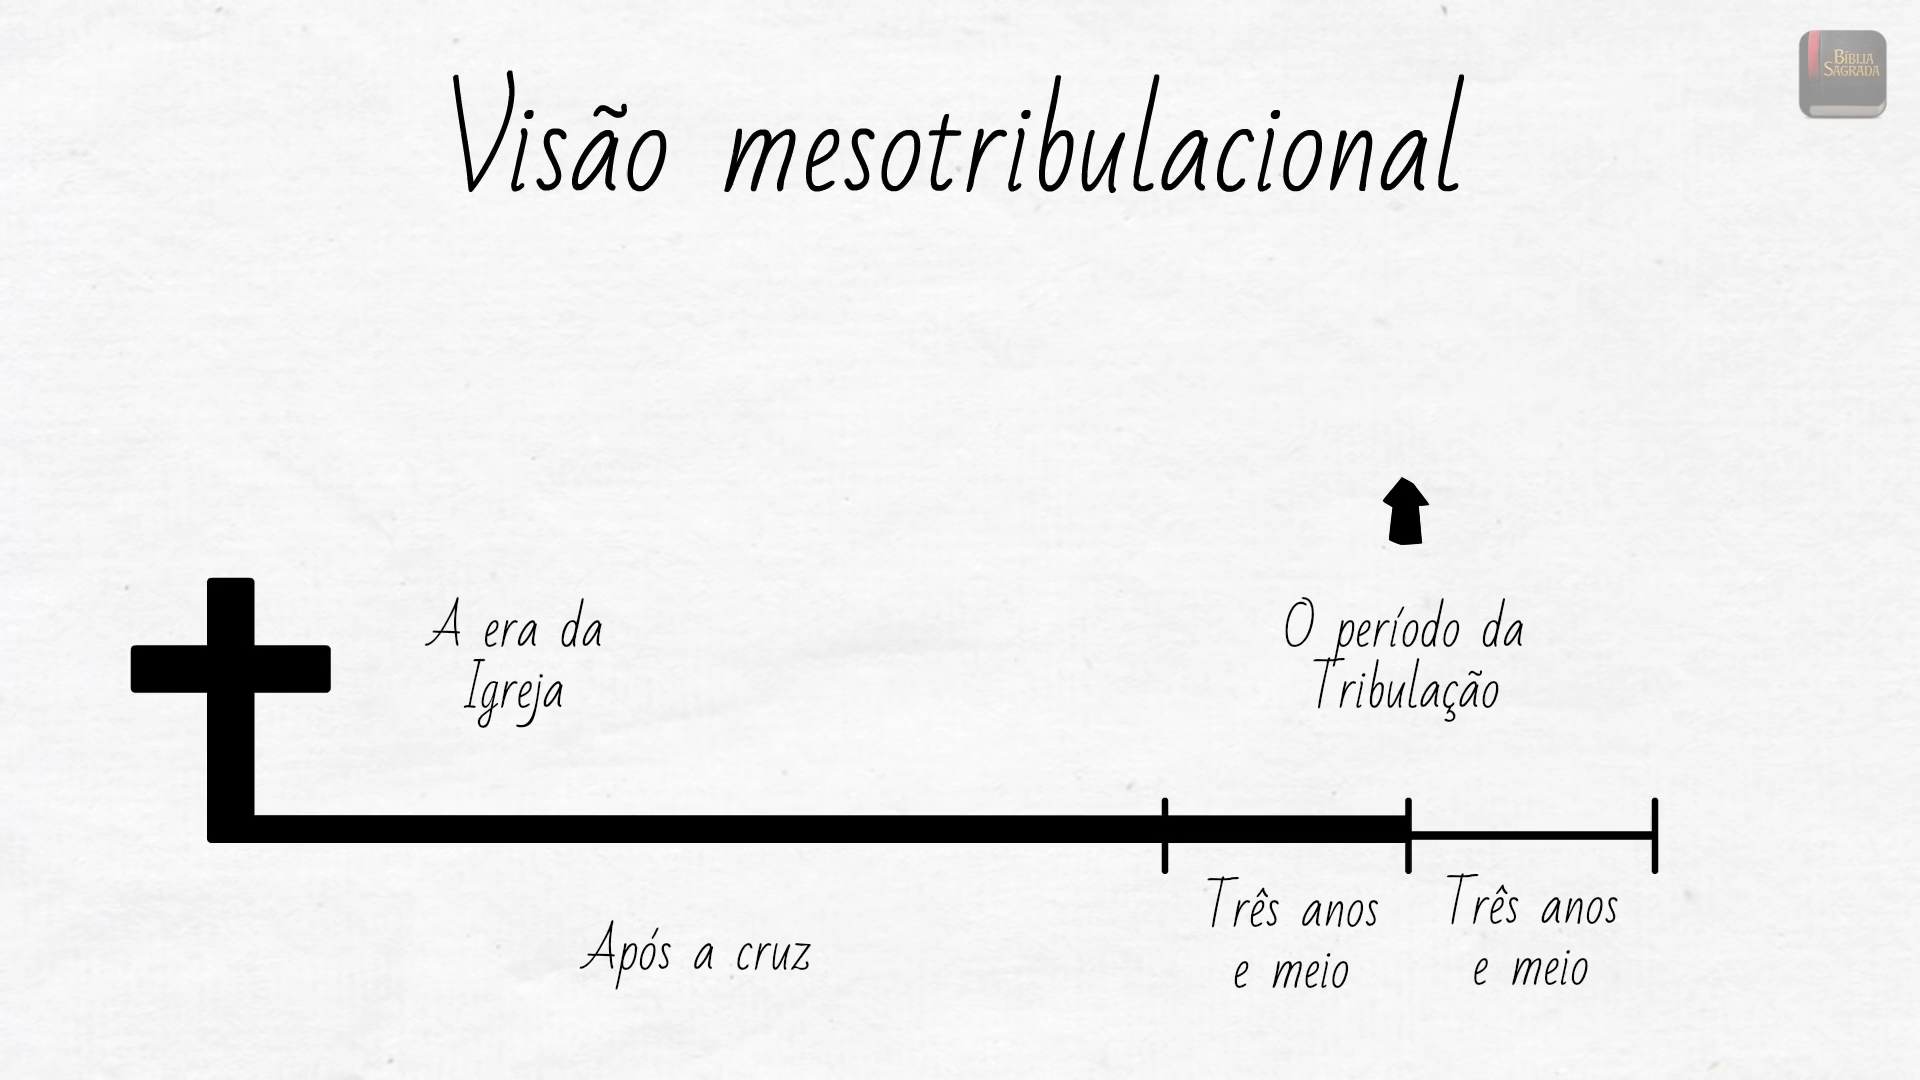 Visão mesotribulacional
BÍBLIA
SAGRADA
A era da
Igreja
O período da
Tribulação
Três anos
e meio
Três anos
e meio
Após a cruz